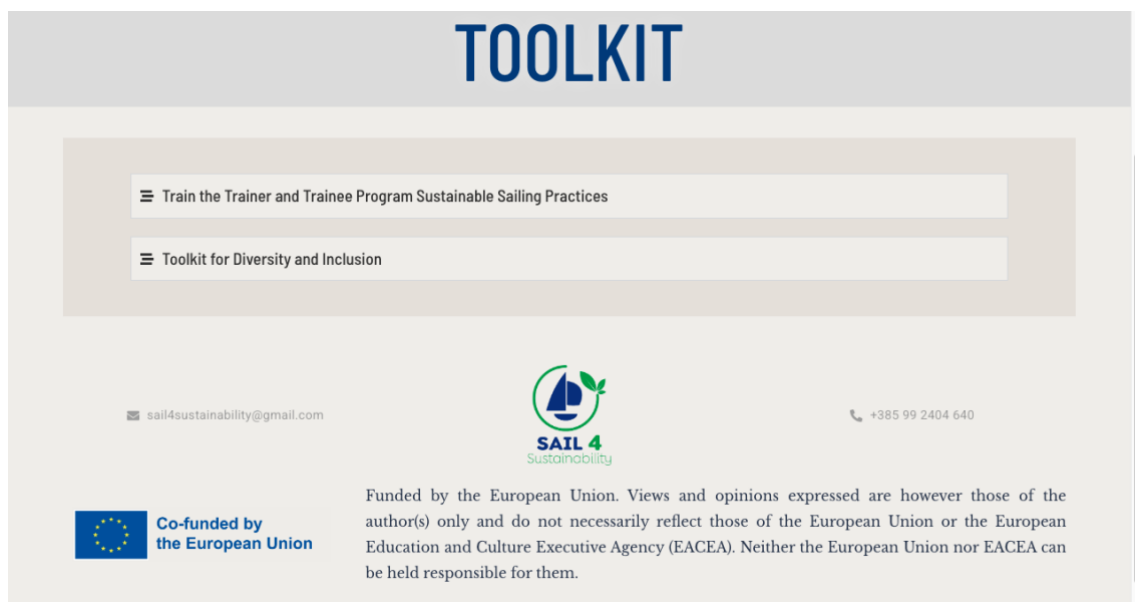 TOOLKIT
Train the Trainer and Trainee Program Sustainable Sailing Practices
Toolkit for Diversity and Inclusion
sail4sustainability@gmail.com
SAIL 4
Sustainability
+385 99 2404 640
Co-funded by
the European Union
Funded by the European Union. Views and opinions expressed are however those of the
author(s) only and do not necessarily reflect those of the European Union or the European
Education and Culture Executive Agency (EACEA). Neither the European Union nor EACEA can
be held responsible for them.